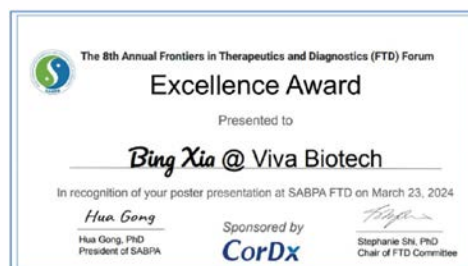 The 8th Annual Frontiers in Therapeutics and Diagnostics (FTD) Forum
Excellence Award
Presented to
Bing Xia @ Viva Biotech
In recognition of your poster presentation at SABPA FTD on March 23, 2024
Hua Gong
Hua Gong, PhD
President of SABPA
Sponsored by
CorDx
Stephanie Shi, PhD
Chair of FTD Committee